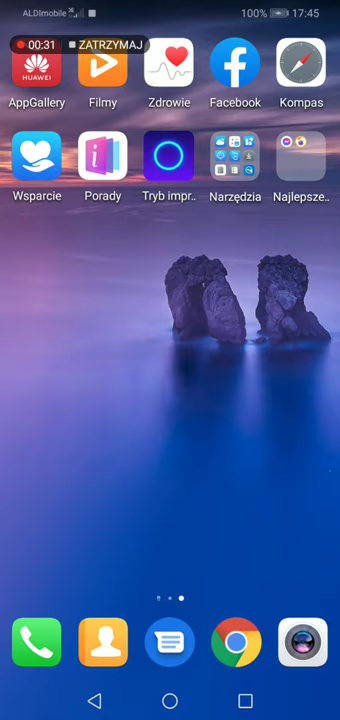 ALDImobile 100% 17:45
00:31 ZATRZYMAJ
HUAWEI
AppGallery Filmy Zdrowie Facebook Kompas
Wsparcie Porady Tryb impr.. Narzędzia Najlepsze..